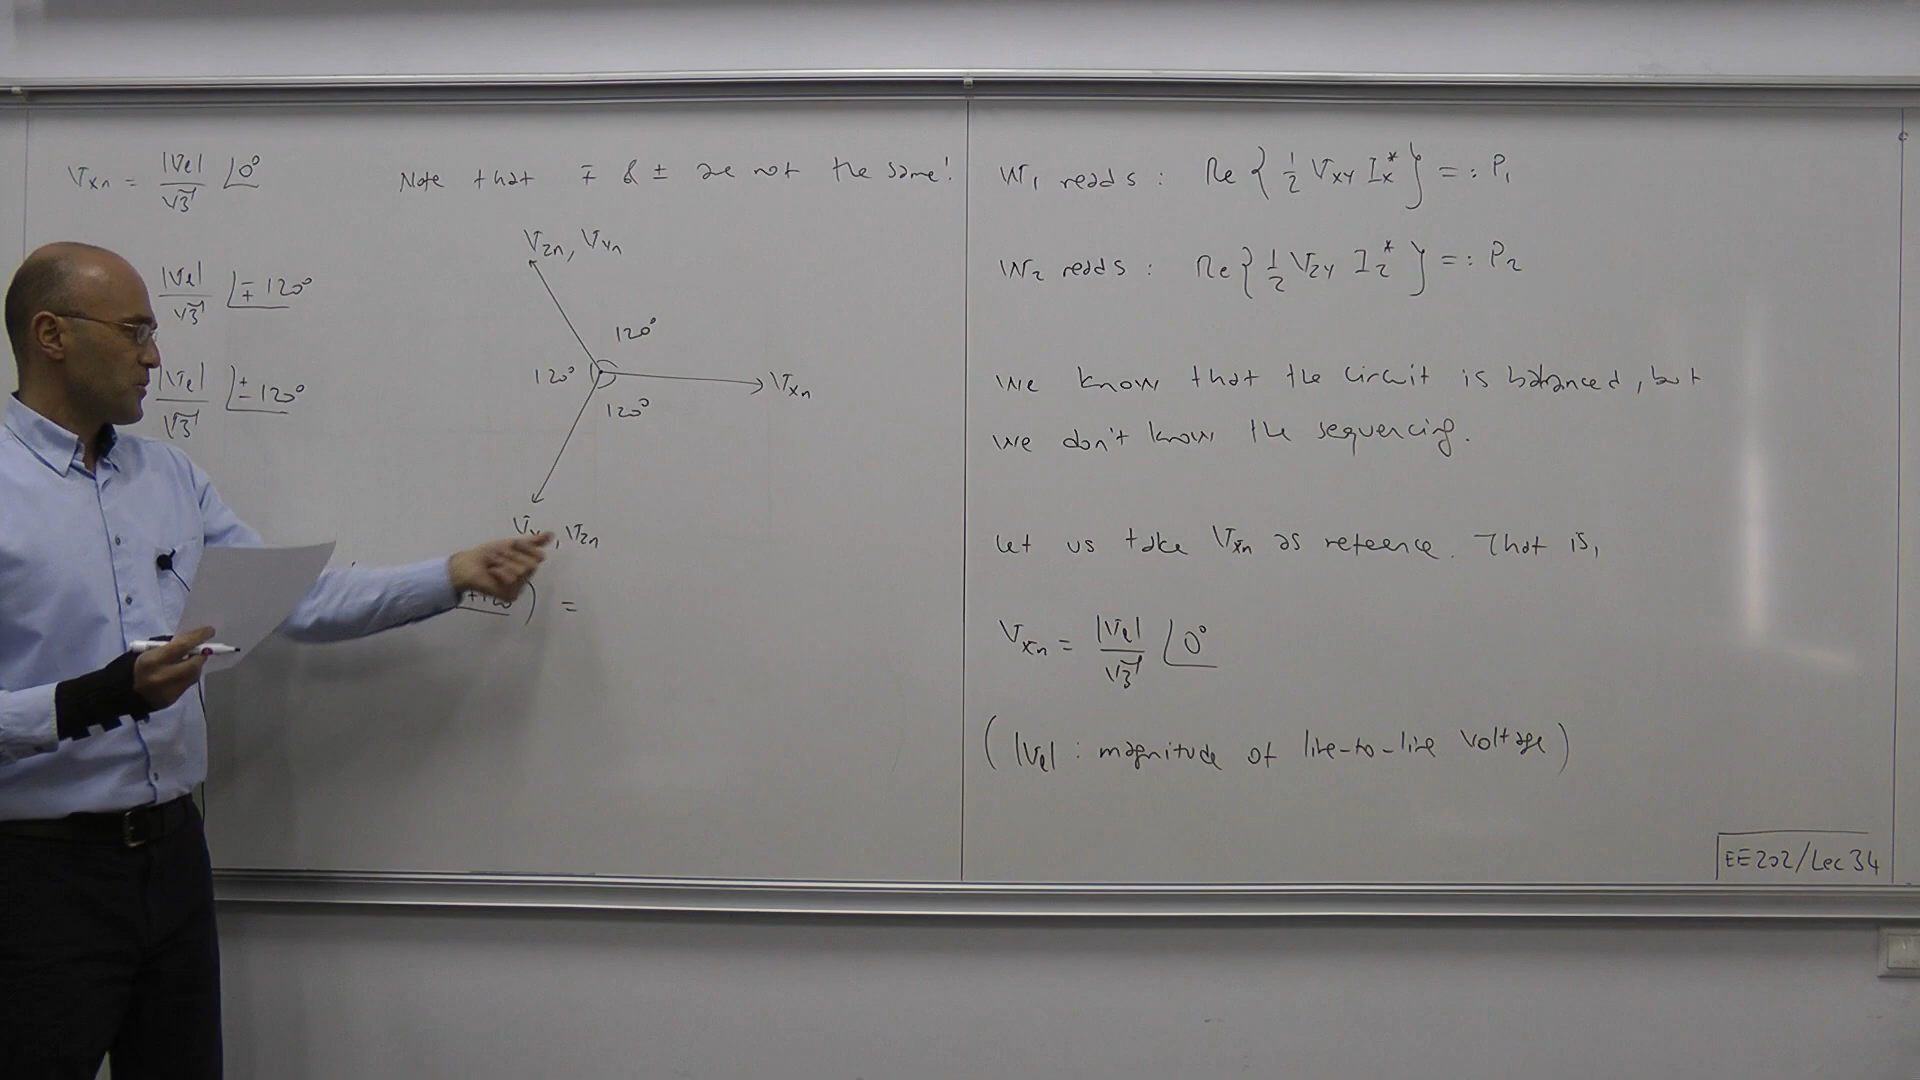 Vxn = |Vl|/√3 ∠0°
Note that ∓ & ± are not the same!
|Vl|/√3 ∠∓120°
|Vl|/√3 ∠±120°
Vzn, Vyn
120°
120°
Vxn
120°
, Vzn
) =
W1 reads : Re { 1/2 Vxy Ix* } =: P1
W2 reads : Re { 1/2 Vzy Iz* } =: P2
We know that the circuit is balanced, but
we don't know the sequencing.
Let us take Vxn as refeence. That is,
Vxn = |Vl|/√3 ∠0°
( |Vl| : magnitude of line-to-line voltage )
EE202/Lec 34